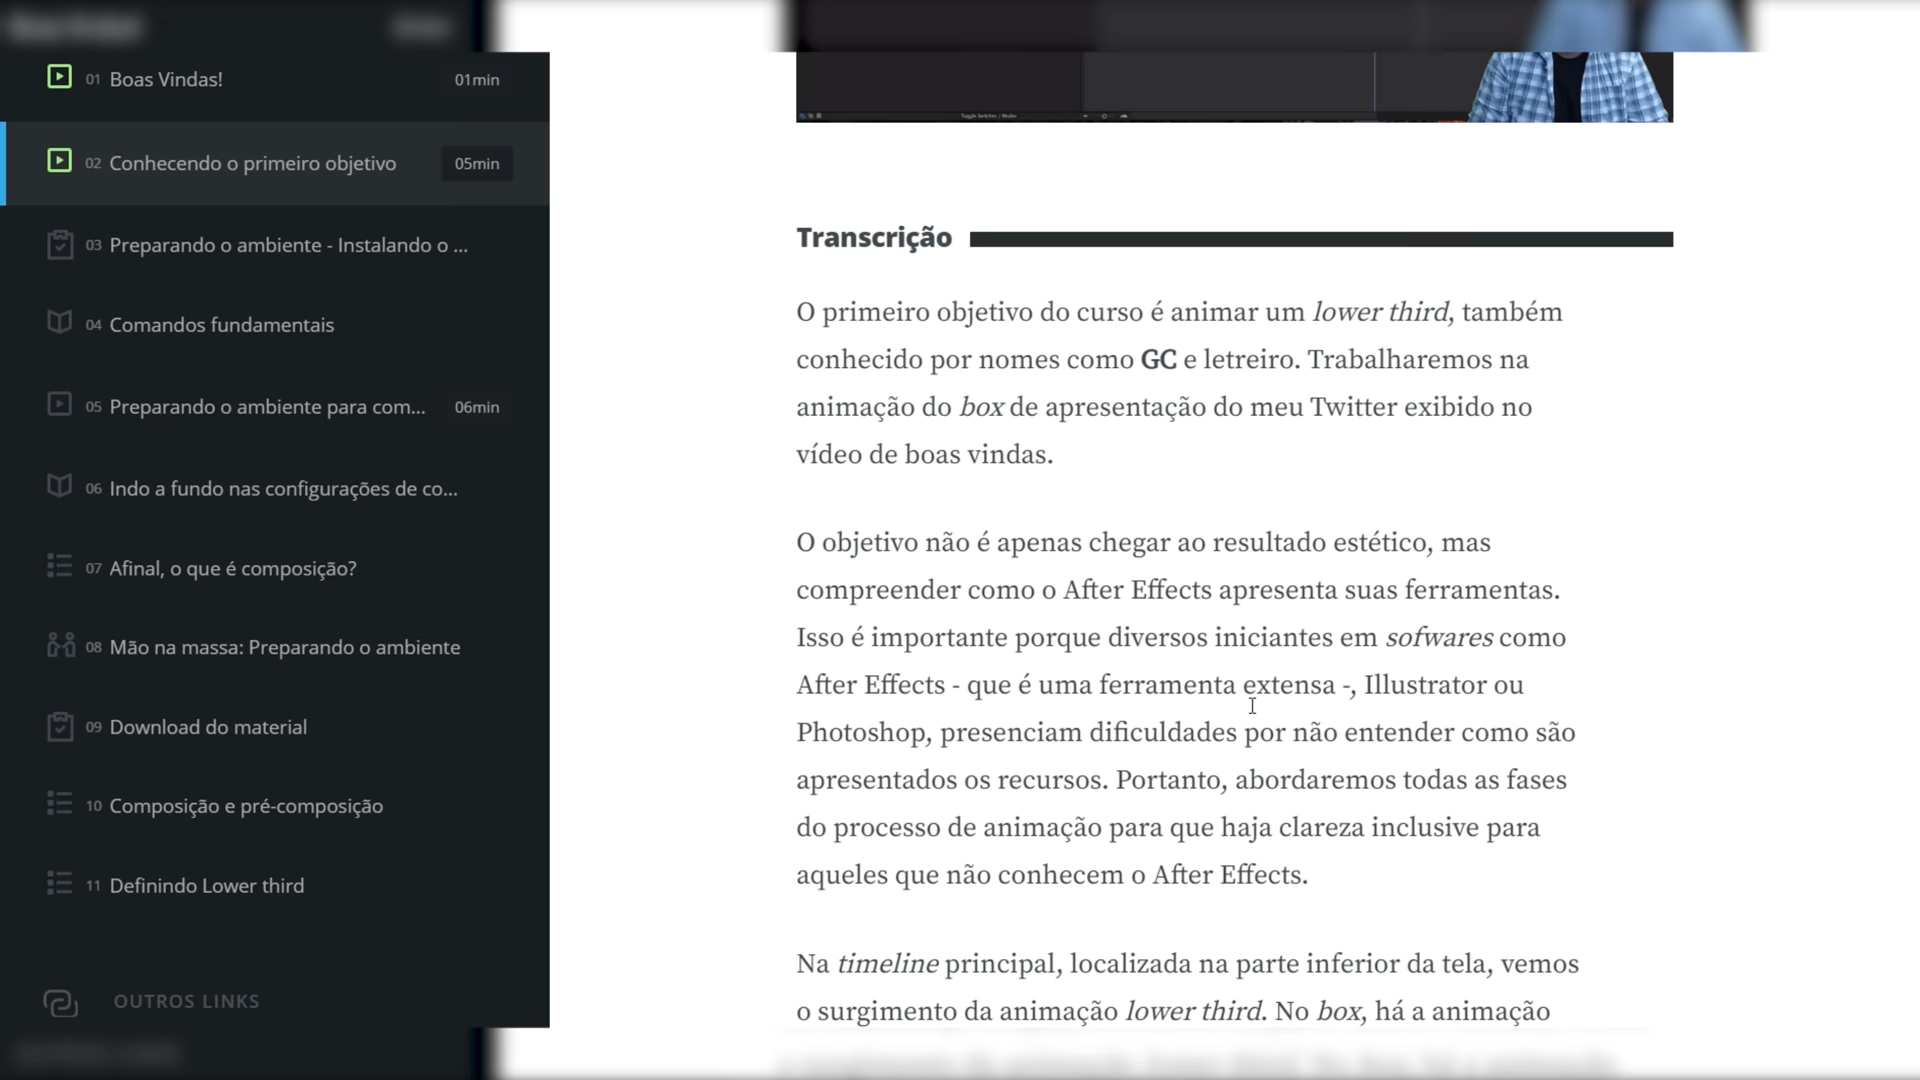 01 Boas Vindas! 01min
02 Conhecendo o primeiro objetivo 05min
03 Preparando o ambiente - Instalando o ...
04 Comandos fundamentais
05 Preparando o ambiente para com... 06min
06 Indo a fundo nas configurações de co...
07 Afinal, o que é composição?
08 Mão na massa: Preparando o ambiente
09 Download do material
10 Composição e pré-composição
11 Definindo Lower third
OUTROS LINKS
Toggle Switches / Modes
Transcrição
O primeiro objetivo do curso é animar um lower third, também
conhecido por nomes como GC e letreiro. Trabalharemos na
animação do box de apresentação do meu Twitter exibido no
vídeo de boas vindas.
O objetivo não é apenas chegar ao resultado estético, mas
compreender como o After Effects apresenta suas ferramentas.
Isso é importante porque diversos iniciantes em sofwares como
After Effects - que é uma ferramenta extensa -, Illustrator ou
Photoshop, presenciam dificuldades por não entender como são
apresentados os recursos. Portanto, abordaremos todas as fases
do processo de animação para que haja clareza inclusive para
aqueles que não conhecem o After Effects.
Na timeline principal, localizada na parte inferior da tela, vemos
o surgimento da animação lower third. No box, há a animação